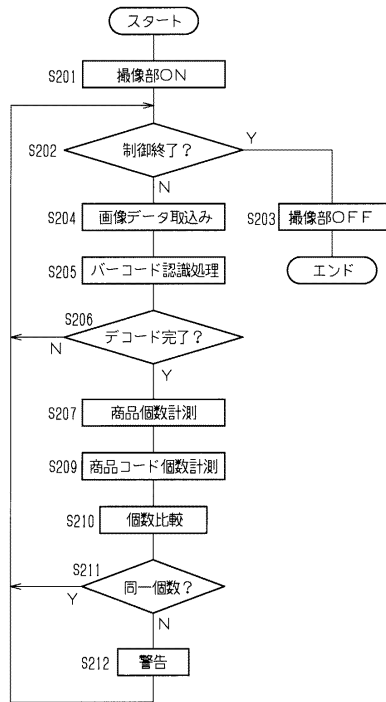 スタート
S201
撮像部ON
S202
制御終了?
Y
N
S204
画像データ取込み
S203
撮像部OFF
S205
バーコード認識処理
エンド
S206
デコード完了?
N
Y
S207
商品個数計測
S209
商品コード個数計測
S210
個数比較
S211
同一個数?
Y
N
S212
警告